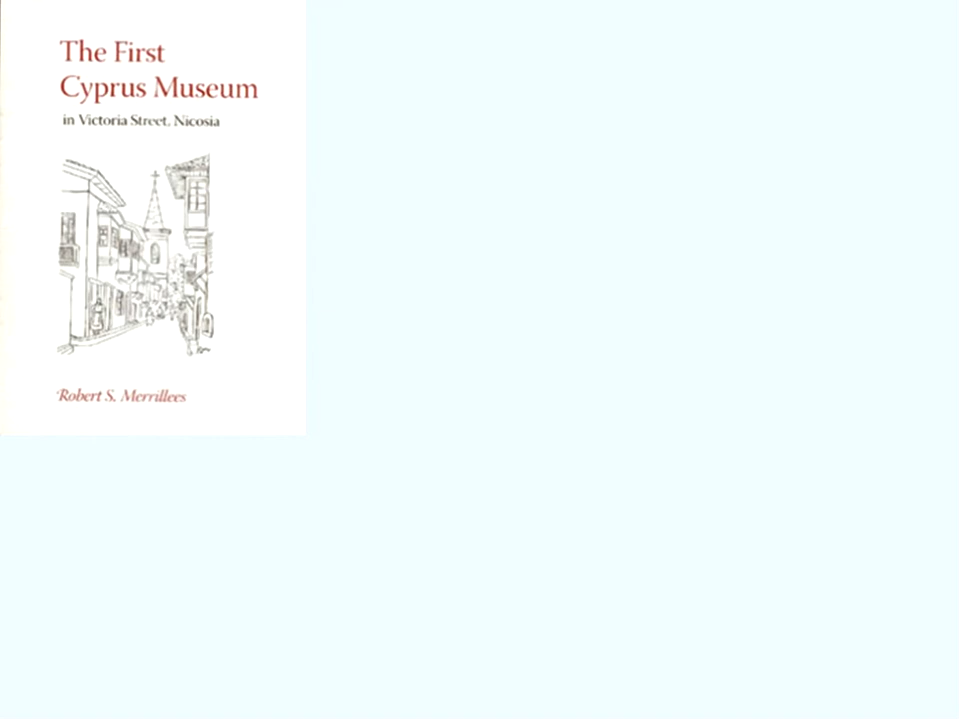 The First
Cyprus Museum
in Victoria Street, Nicosia
Robert S. Merrillees